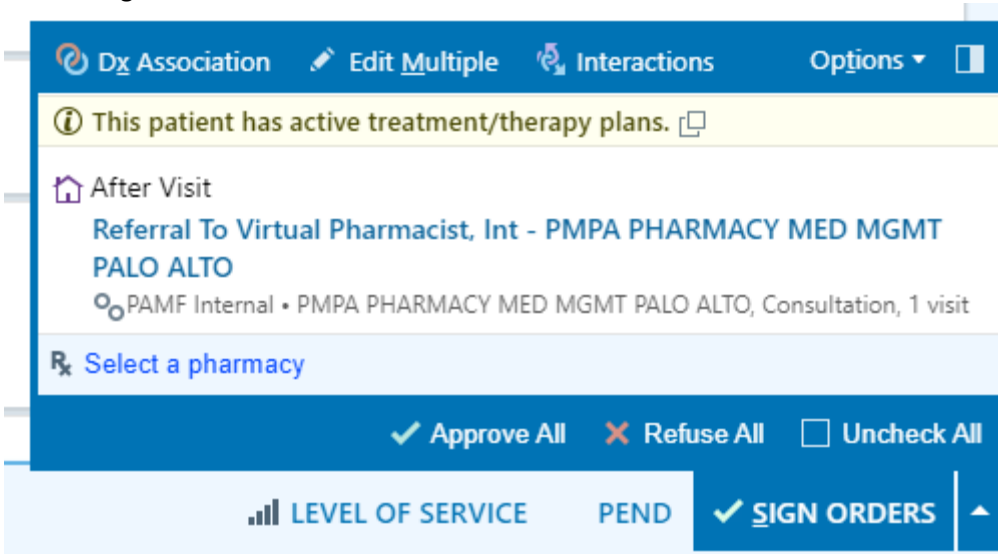 Dx Association Edit Multiple Interactions Options
This patient has active treatment/therapy plans.
After Visit
Referral To Virtual Pharmacist, Int - PMPA PHARMACY MED MGMT
PALO ALTO
PAMF Internal • PMPA PHARMACY MED MGMT PALO ALTO, Consultation, 1 visit
Rx Select a pharmacy
Approve All Refuse All Uncheck All
LEVEL OF SERVICE PEND SIGN ORDERS